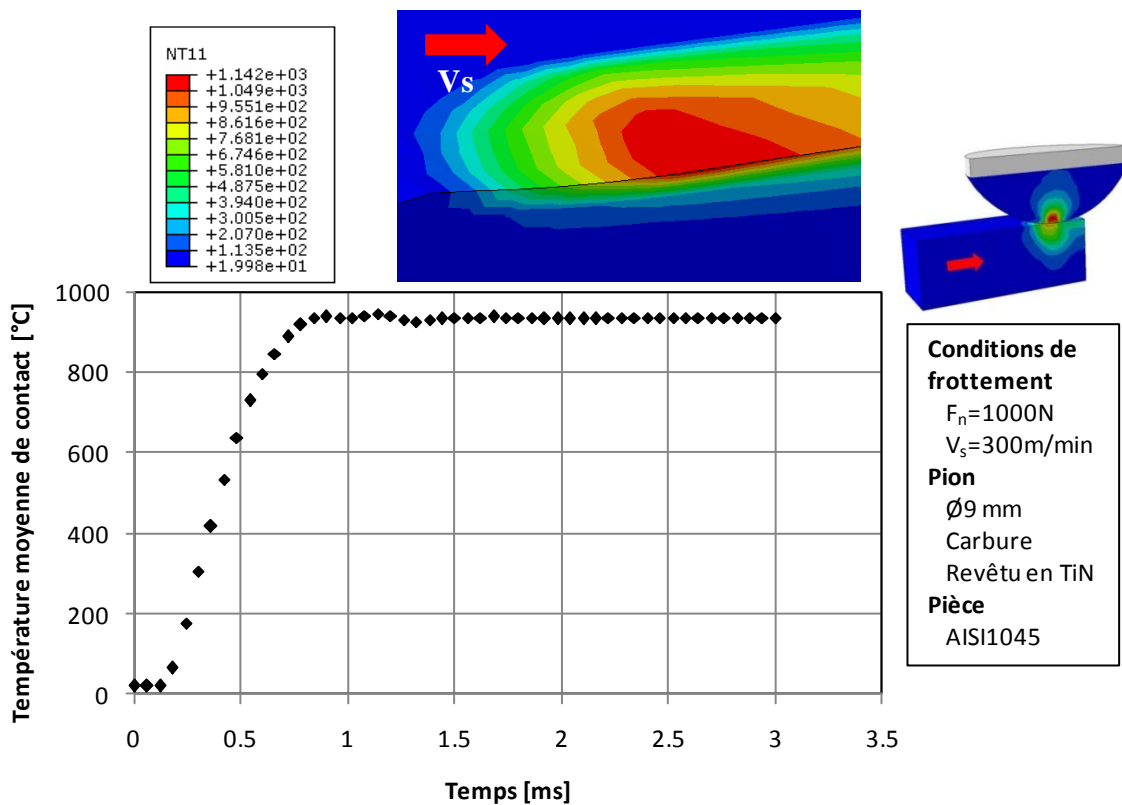 NT11
+1.142e+03
+1.049e+03
+9.551e+02
+8.616e+02
+7.681e+02
+6.746e+02
+5.810e+02
+4.875e+02
+3.940e+02
+3.005e+02
+2.070e+02
+1.135e+02
+1.998e+01
Vs
Température moyenne de contact [°C]
1000
800
600
400
200
0
0 0.5 1 1.5 2 2.5 3 3.5
Temps [ms]
Conditions de
frottement
Fn=1000N
Vs=300m/min
Pion
Ø9 mm
Carbure
Revêtu en TiN
Pièce
AISI1045